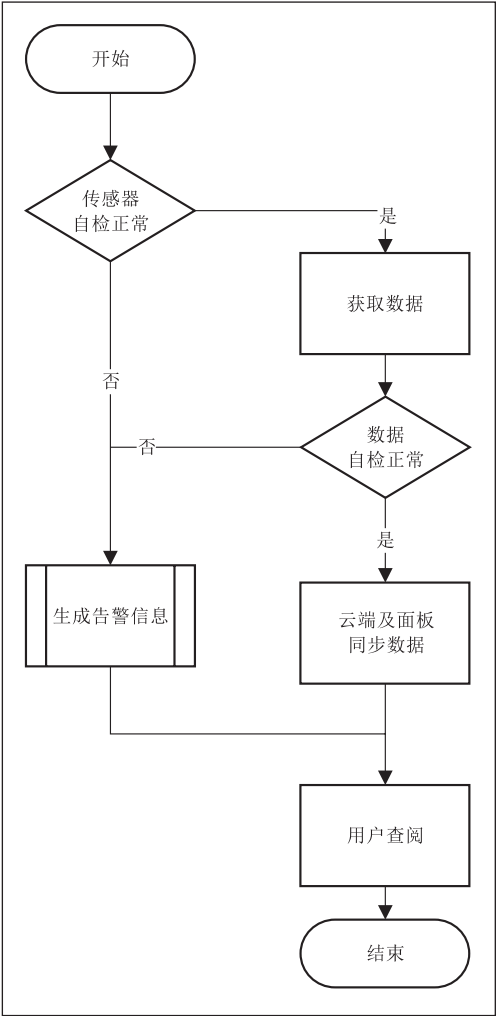 开始
传感器
自检正常
是
获取数据
否
数据
自检正常
否
是
生成告警信息
云端及面板
同步数据
用户查阅
结束